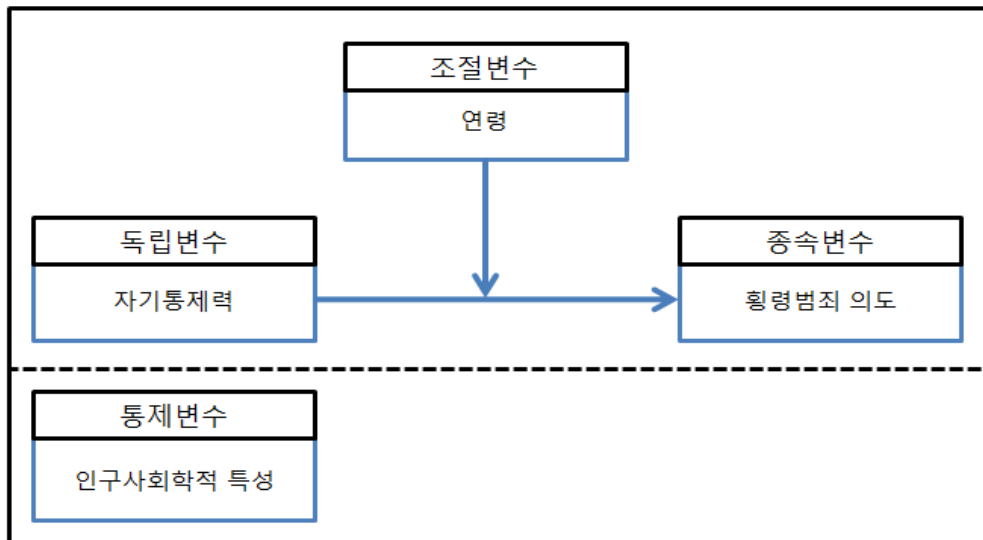 조절변수
연령
독립변수
자기통제력
종속변수
횡령범죄 의도
통제변수
인구사회학적 특성